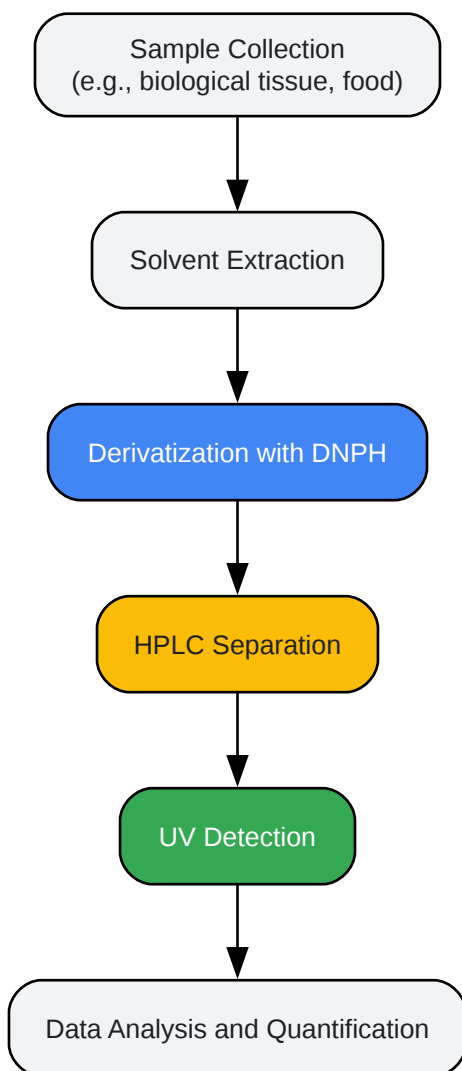 Sample Collection
(e.g., biological tissue, food)
Solvent Extraction
Derivatization with DNPH
HPLC Separation
UV Detection
Data Analysis and Quantification